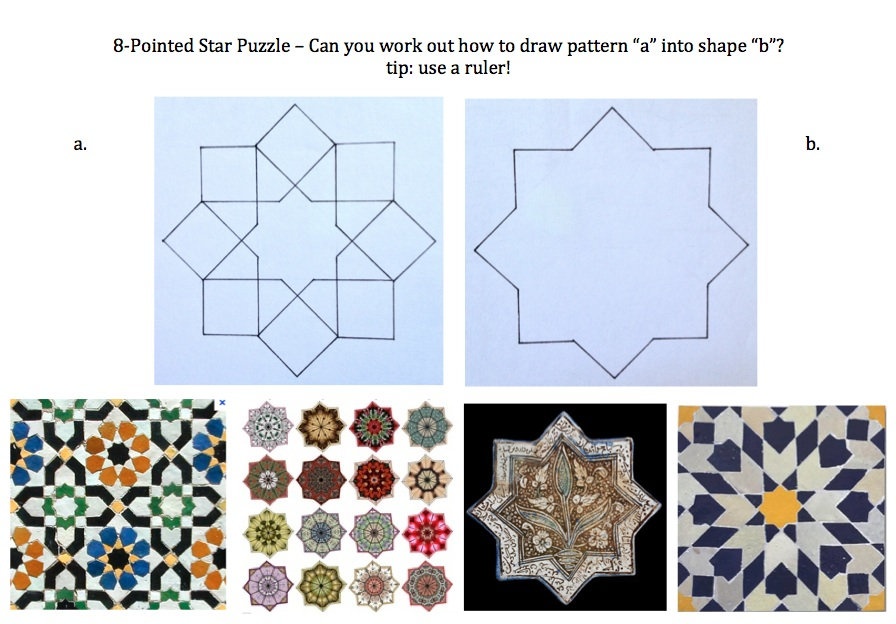 8-Pointed Star Puzzle – Can you work out how to draw pattern “a” into shape “b”?
tip: use a ruler!
a.
b.